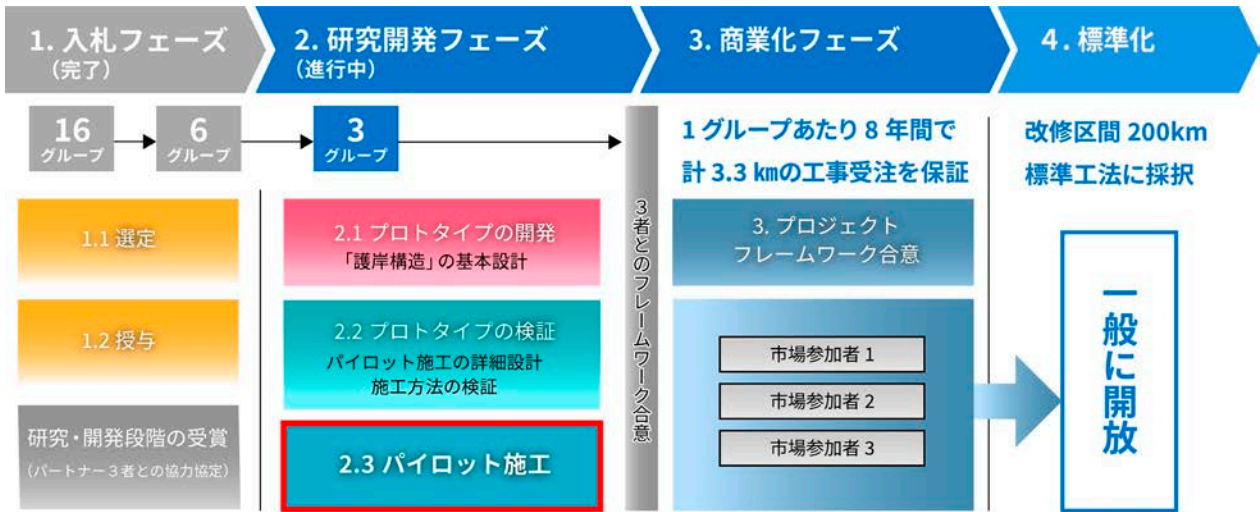 1. 入札フェーズ
（完了）
2. 研究開発フェーズ
（進行中）
3. 商業化フェーズ
4. 標準化
16
グループ
6
グループ
3
グループ
1.1 選定
1.2 授与
研究・開発段階の受賞
（パートナー３者との協力協定）
2.1 プロトタイプの開発
「護岸構造」の基本設計
2.2 プロトタイプの検証
パイロット施工の詳細設計
施工方法の検証
2.3 パイロット施工
３者とのフレームワーク合意
1 グループあたり 8 年間で
計 3.3 ㎞の工事受注を保証
3. プロジェクト
フレームワーク合意
市場参加者 1
市場参加者 2
市場参加者 3
改修区間 200km
標準工法に採択
一般に開放